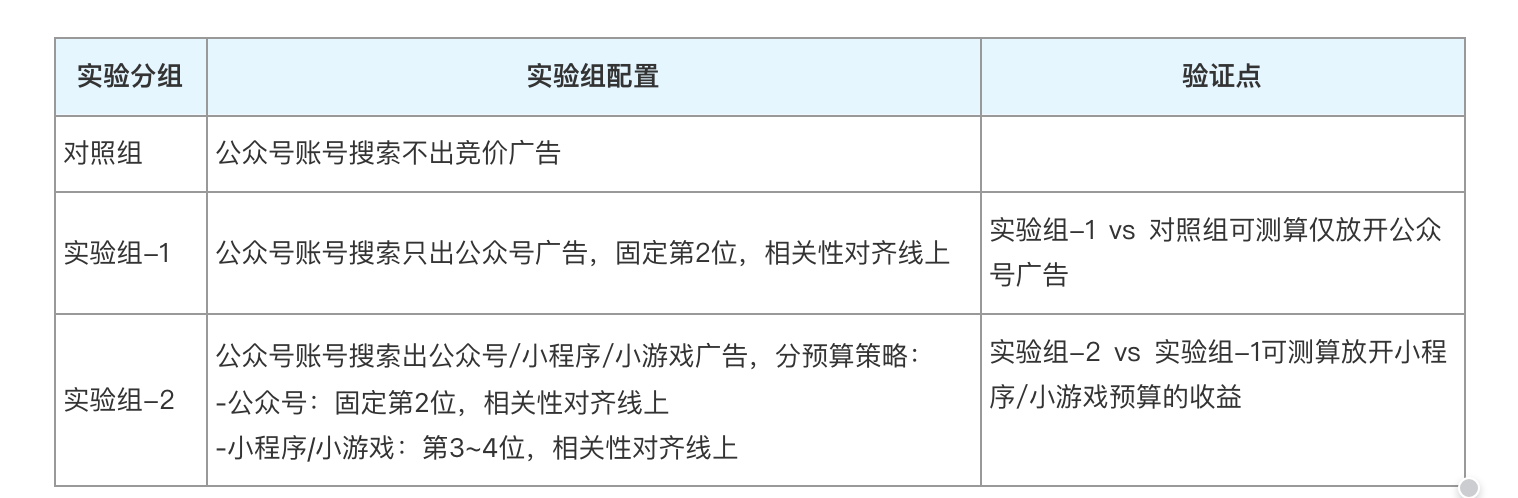 实验分组 实验组配置 验证点
对照组 公众号账号搜索不出竞价广告
实验组-1 公众号账号搜索只出公众号广告，固定第2位，相关性对齐线上
实验组-1 vs 对照组可测算仅放开公众
号广告
实验组-2
公众号账号搜索出公众号/小程序/小游戏广告，分预算策略：
-公众号：固定第2位，相关性对齐线上
-小程序/小游戏：第3~4位，相关性对齐线上
实验组-2 vs 实验组-1可测算放开小程
序/小游戏预算的收益